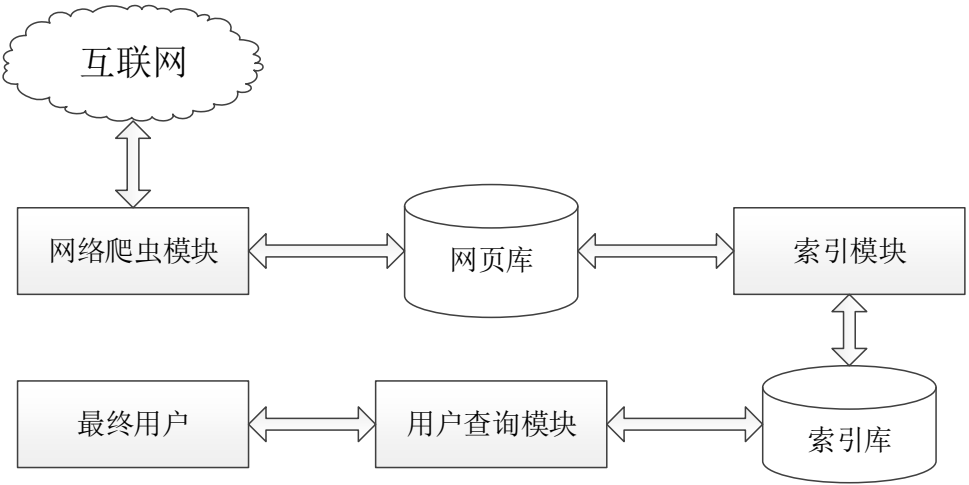 互联网
网络爬虫模块
网页库
索引模块
最终用户
用户查询模块
索引库